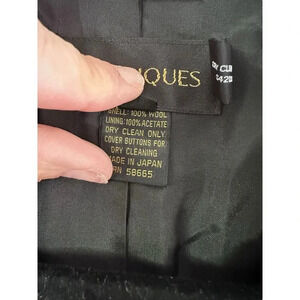 IQUES
SHELL: 100% WOOL
LINING: 100% ACETATE
DRY CLEAN ONLY
COVER BUTTONS FOR
DRY CLEANING
MADE IN JAPAN
RN 58665